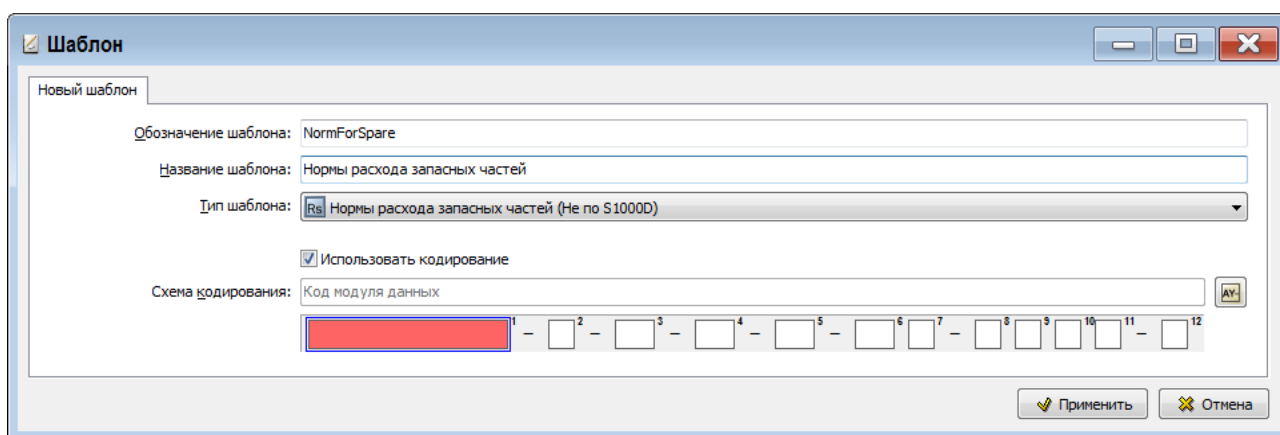 Шаблон
Новый шаблон
Обозначение шаблона: NormForSpare
Название шаблона: Нормы расхода запасных частей
Тип шаблона: Rs Нормы расхода запасных частей (Не по S1000D)
Использовать кодирование
Схема кодирования: Код модуля данных AY-
1 – 2 – 3 – 4 – 5 – 6 7 – 8 9 10 11 – 12
Применить Отмена